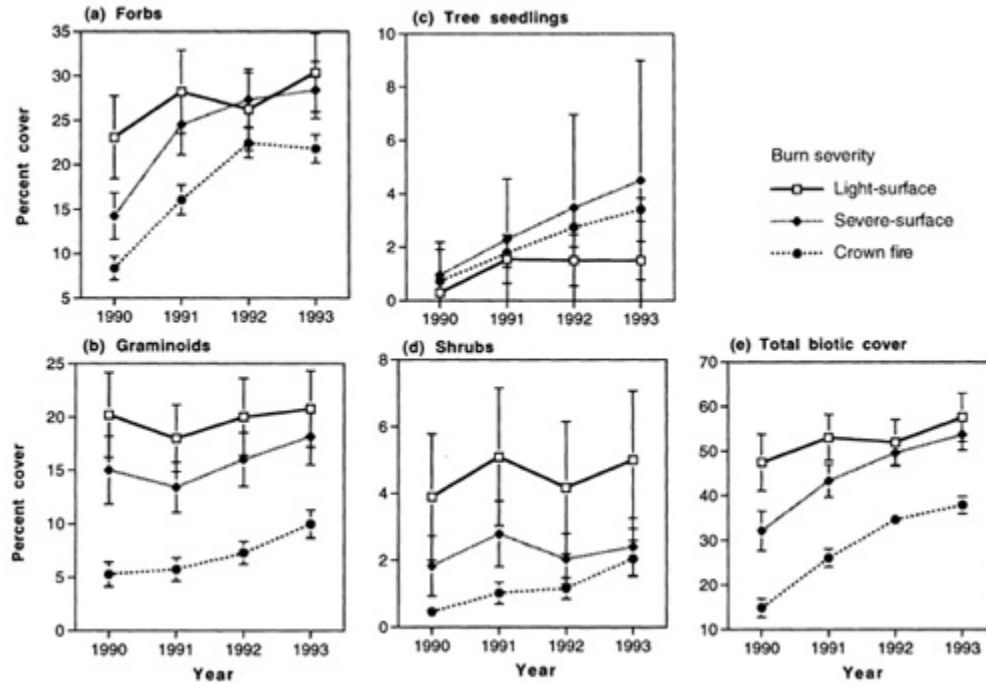 (a) Forbs
Percent cover
35
30
25
20
15
10
5
1990 1991 1992 1993
(c) Tree seedlings
10
8
6
4
2
0
1990 1991 1992 1993
Burn severity
Light-surface
Severe-surface
Crown fire
(b) Graminoids
Percent cover
25
20
15
10
5
0
1990 1991 1992 1993
Year
(d) Shrubs
8
6
4
2
0
1990 1991 1992 1993
Year
(e) Total biotic cover
70
60
50
40
30
20
10
1990 1991 1992 1993
Year